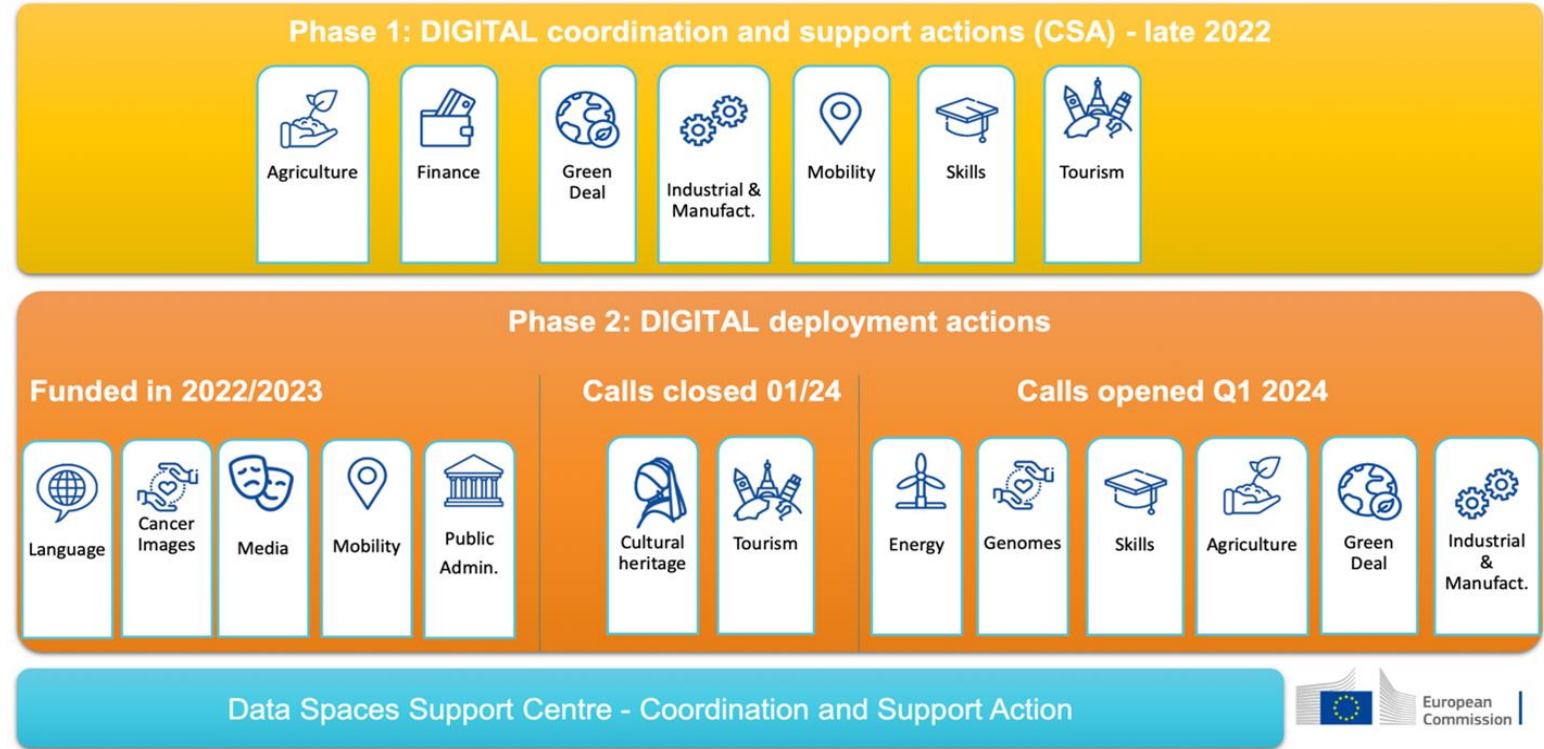 Phase 1: DIGITAL coordination and support actions (CSA) - late 2022
Agriculture
Finance
Green
Deal
Industrial &
Manufact.
Mobility
Skills
Tourism
Phase 2: DIGITAL deployment actions
Funded in 2022/2023
Language
Cancer
Images
Media
Mobility
Public
Admin.
Calls closed 01/24
Cultural
heritage
Tourism
Calls opened Q1 2024
Energy
Genomes
Skills
Agriculture
Green
Deal
Industrial
&
Manufact.
Data Spaces Support Centre - Coordination and Support Action
European
Commission